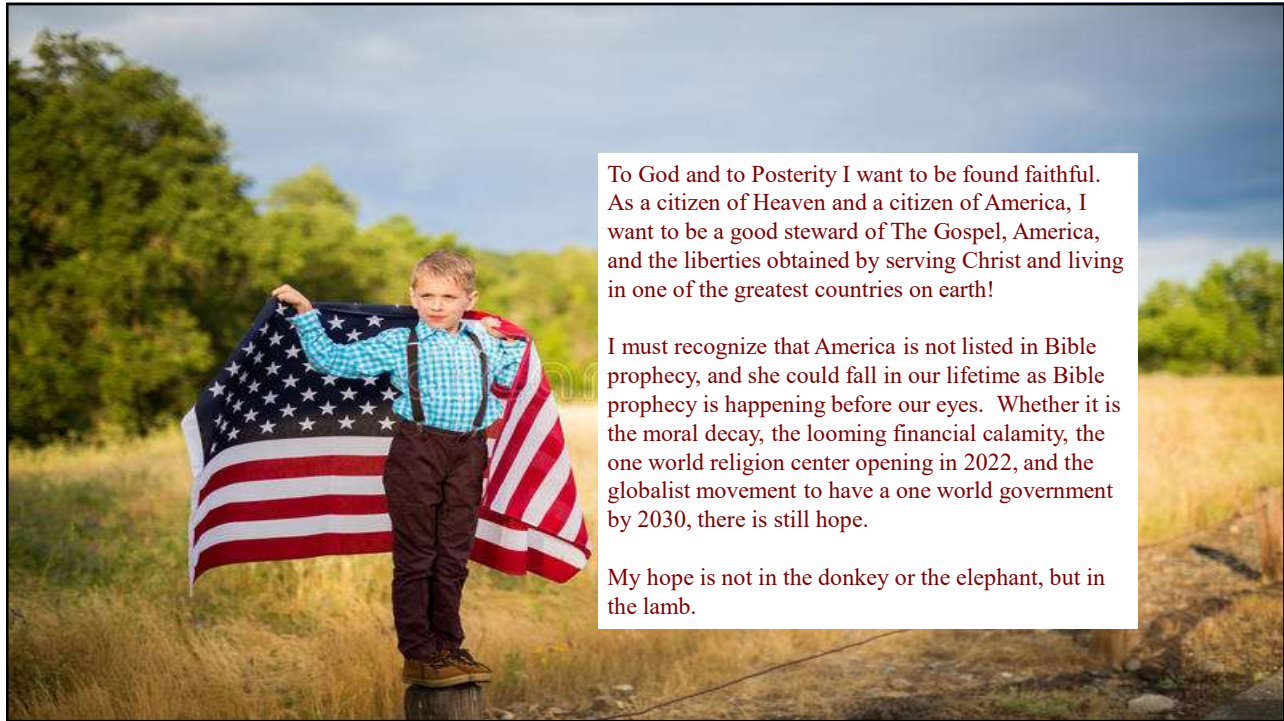 To God and to Posterity I want to be found faithful.
As a citizen of Heaven and a citizen of America, I
want to be a good steward of The Gospel, America,
and the liberties obtained by serving Christ and living
in one of the greatest countries on earth!
I must recognize that America is not listed in Bible
prophecy, and she could fall in our lifetime as Bible
prophecy is happening before our eyes.  Whether it is
the moral decay, the looming financial calamity, the
one world religion center opening in 2022, and the
globalist movement to have a one world government
by 2030, there is still hope.
My hope is not in the donkey or the elephant, but in
the lamb.